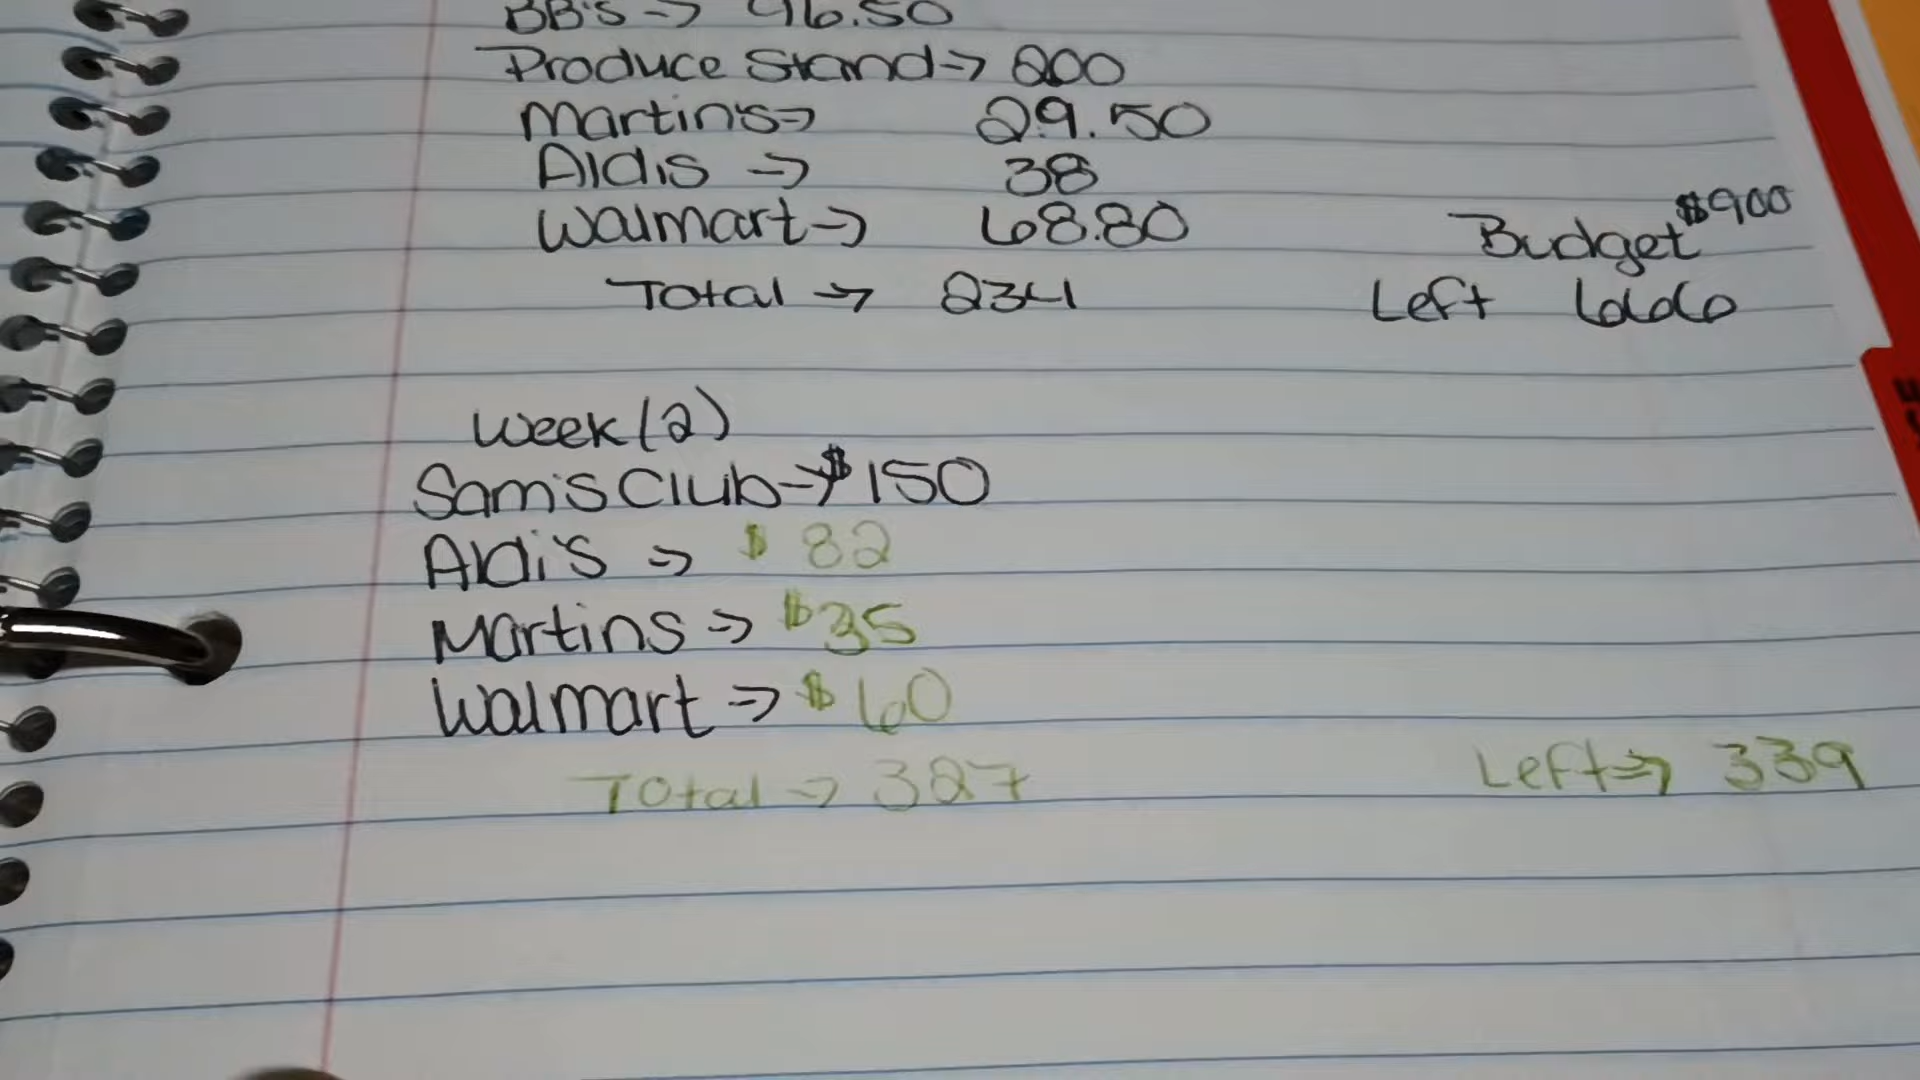 BB's -> 96.50
Produce Stand -> 200
Martin's -> 29.50
Aldis -> 38
Walmart -> 68.80
Budget $900
Total -> 234
Left 666
Week (2)
Sam's Club -> $150
Aldi's -> $82
Martins -> $35
Walmart -> $60
Total -> 327
Left -> 339